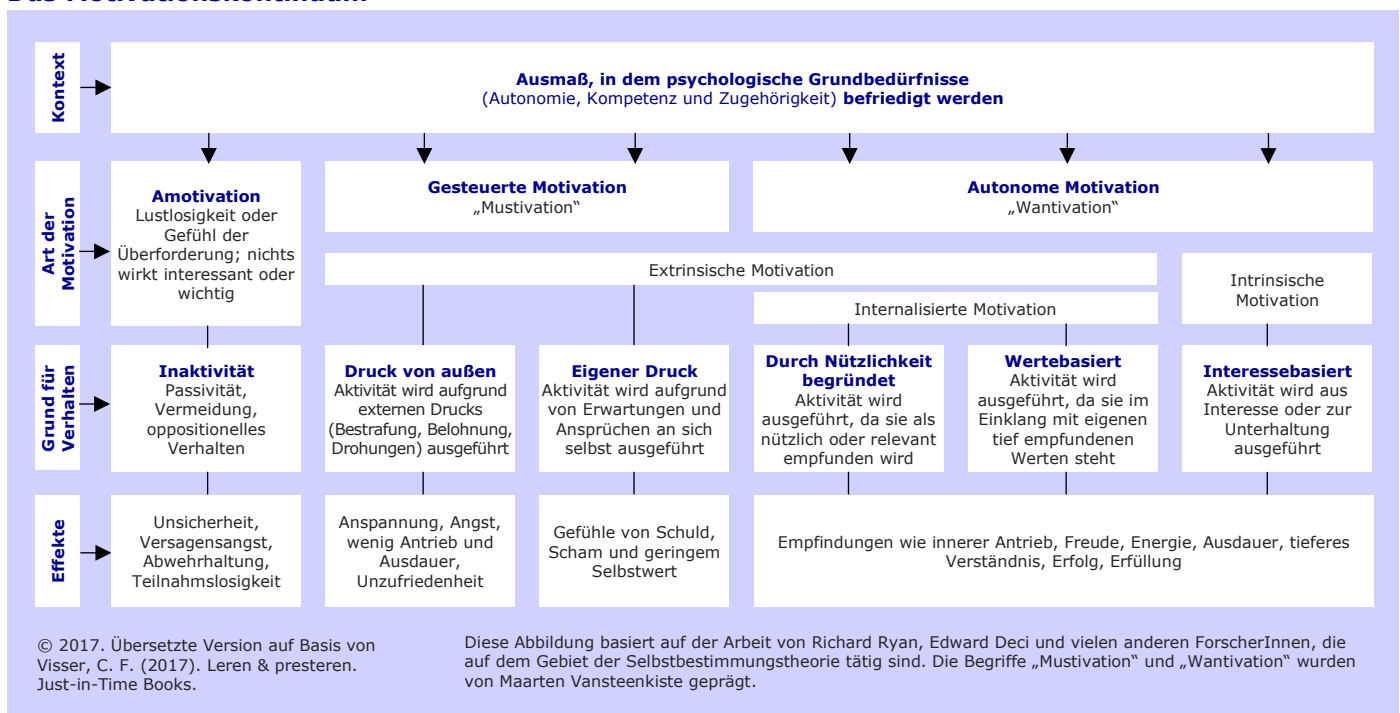 Kontext
Ausmaß, in dem psychologische Grundbedürfnisse
(Autonomie, Kompetenz und Zugehörigkeit) befriedigt werden
Art der
Motivation
Amotivation
Lustlosigkeit oder
Gefühl der
Überforderung; nichts
wirkt interessant oder
wichtig
Gesteuerte Motivation
„Mustivation“
Autonome Motivation
„Wantivation“
Extrinsische Motivation
Internalisierte Motivation
Intrinsische
Motivation
Grund für
Verhalten
Inaktivität
Passivität,
Vermeidung,
oppositionelles
Verhalten
Druck von außen
Aktivität wird aufgrund
externen Drucks
(Bestrafung, Belohnung,
Drohungen) ausgeführt
Eigener Druck
Aktivität wird aufgrund
von Erwartungen und
Ansprüchen an sich
selbst ausgeführt
Durch Nützlichkeit
begründet
Aktivität wird
ausgeführt, da sie als
nützlich oder relevant
empfunden wird
Wertebasiert
Aktivität wird
ausgeführt, da sie im
Einklang mit eigenen
tief empfundenen
Werten steht
Interessebasiert
Aktivität wird aus
Interesse oder zur
Unterhaltung
ausgeführt
Effekte
Unsicherheit,
Versagensangst,
Abwehrhaltung,
Teilnahmslosigkeit
Anspannung, Angst,
wenig Antrieb und
Ausdauer,
Unzufriedenheit
Gefühle von Schuld,
Scham und geringem
Selbstwert
Empfindungen wie innerer Antrieb, Freude, Energie, Ausdauer, tieferes
Verständnis, Erfolg, Erfüllung
© 2017. Übersetzte Version auf Basis von
Visser, C. F. (2017). Leren & presteren.
Just-in-Time Books.
Diese Abbildung basiert auf der Arbeit von Richard Ryan, Edward Deci und vielen anderen ForscherInnen, die
auf dem Gebiet der Selbstbestimmungstheorie tätig sind. Die Begriffe „Mustivation“ und „Wantivation“ wurden
von Maarten Vansteenkiste geprägt.